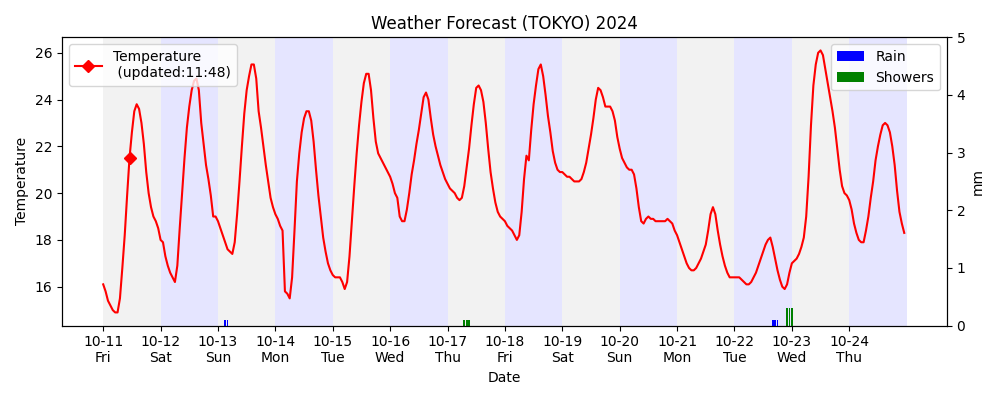 Weather Forecast (TOKYO) 2024
Temperature
(updated:11:48)
Rain
Showers
Temperature
26
24
22
20
18
16
5
4
3
2
1
0
mm
10-11 10-12 10-13 10-14 10-15 10-16 10-17 10-18 10-19 10-20 10-21 10-22 10-23 10-24
Fri Sat Sun Mon Tue Wed Thu Fri Sat Sun Mon Tue Wed Thu
Date